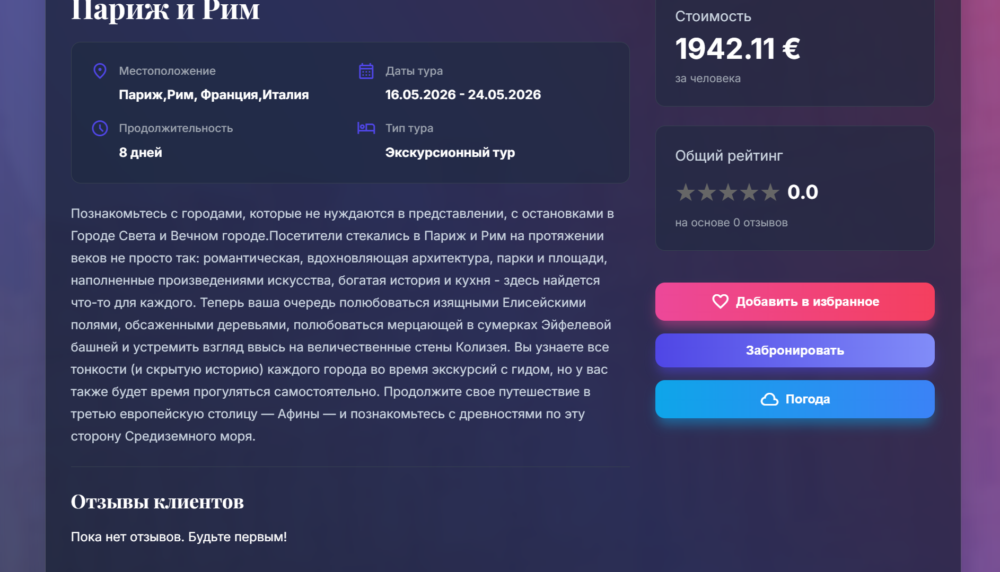 Париж и Рим
Местоположение
Париж,Рим, Франция,Италия
Даты тура
16.05.2026 - 24.05.2026
Продолжительность
8 дней
Тип тура
Экскурсионный тур
Познакомьтесь с городами, которые не нуждаются в представлении, с остановками в
Городе Света и Вечном городе.Посетители стекались в Париж и Рим на протяжении
веков не просто так: романтическая, вдохновляющая архитектура, парки и площади,
наполненные произведениями искусства, богатая история и кухня - здесь найдется
что-то для каждого. Теперь ваша очередь полюбоваться изящными Елисейскими
полями, обсаженными деревьями, полюбоваться мерцающей в сумерках Эйфелевой
башней и устремить взгляд ввысь на величественные стены Колизея. Вы узнаете все
тонкости (и скрытую историю) каждого города во время экскурсий с гидом, но у вас
также будет время прогуляться самостоятельно. Продолжите свое путешествие в
третью европейскую столицу — Афины — и познакомьтесь с древностями по эту
сторону Средиземного моря.
Отзывы клиентов
Пока нет отзывов. Будьте первым!
Стоимость
1942.11 €
за человека
Общий рейтинг
★★★★★ 0.0
на основе 0 отзывов
Добавить в избранное
Забронировать
Погода